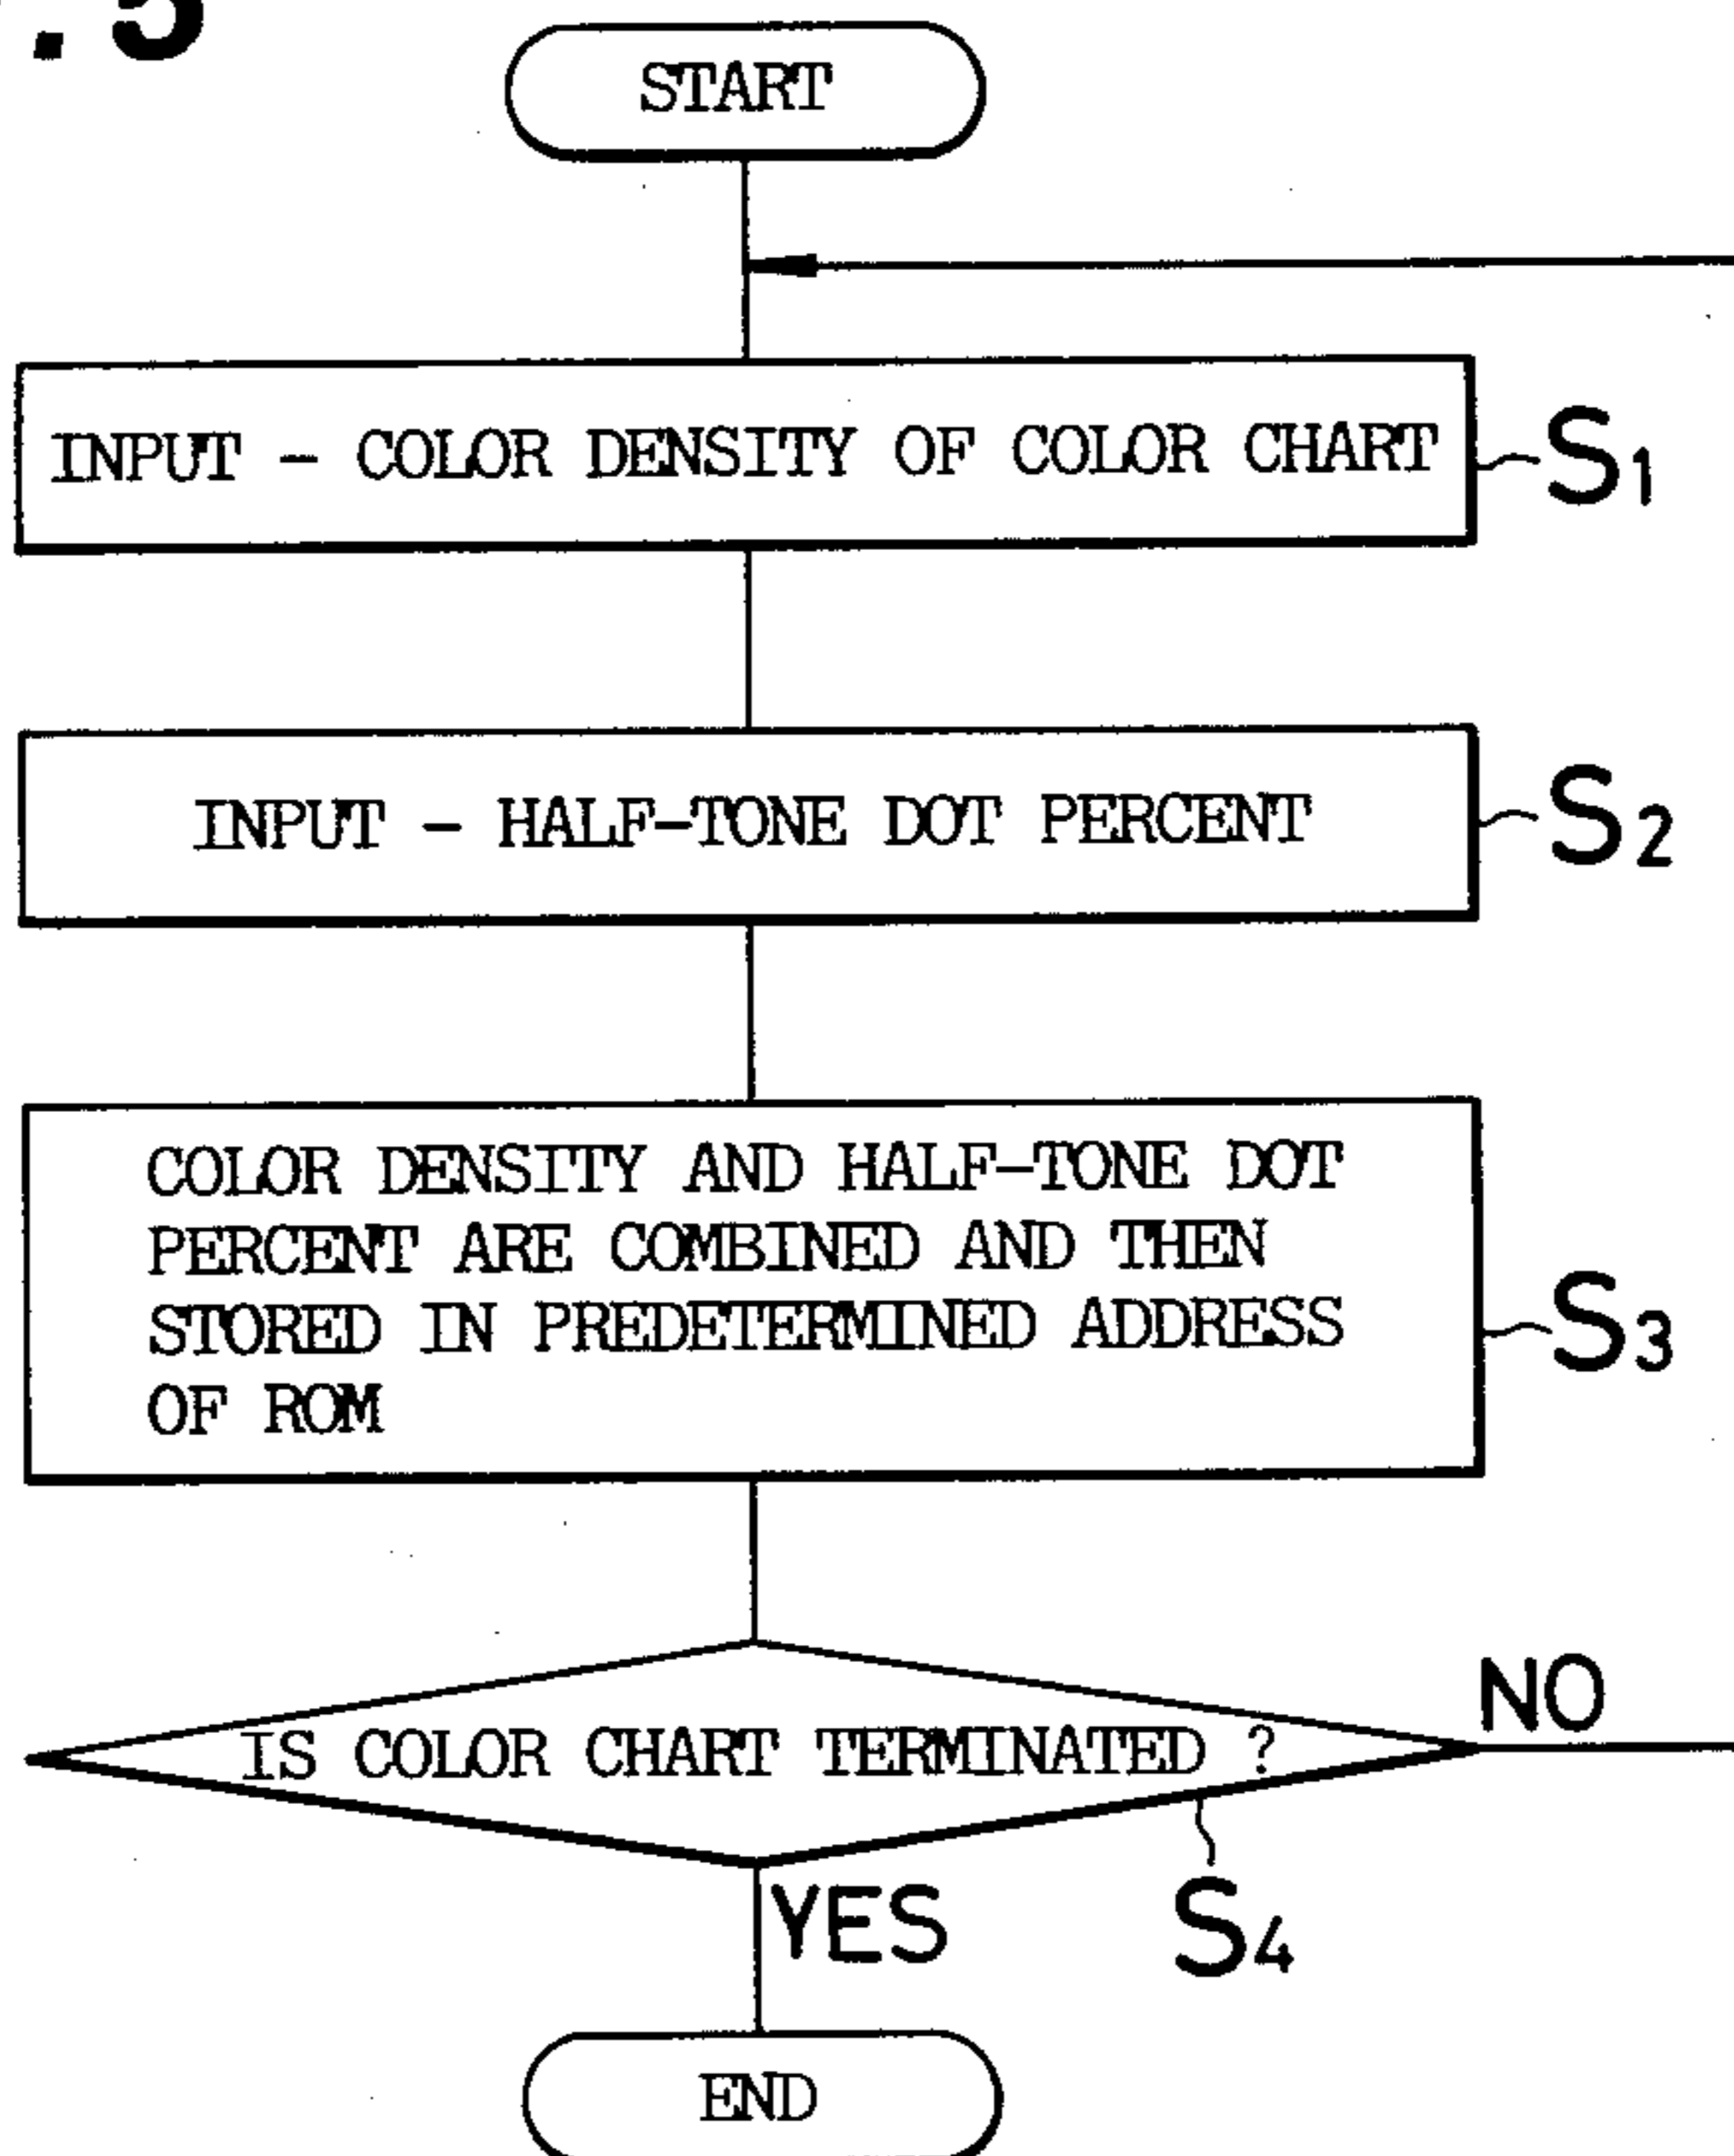 .5
START
INPUT - COLOR DENSITY OF COLOR CHART
S1
INPUT - HALF-TONE DOT PERCENT
S2
COLOR DENSITY AND HALF-TONE DOT
PERCENT ARE COMBINED AND THEN
STORED IN PREDETERMINED ADDRESS
OF ROM
S3
IS COLOR CHART TERMINATED ?
NO
YES
S4
END